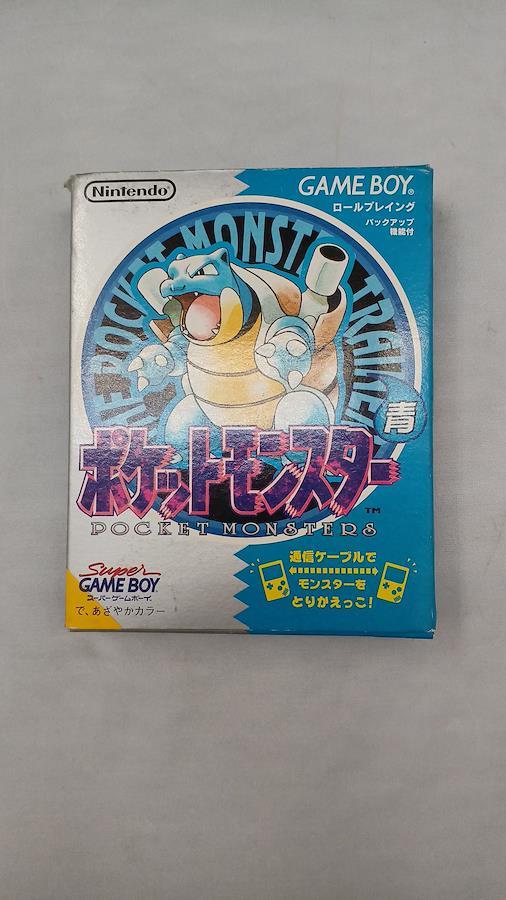 Nintendo
GAME BOY
ロールプレイング
バックアップ
機能付
POCKET MONSTER TRAINER
青
ポケットモンスター
TM
POCKET MONSTERS
Super
GAME BOY
スーパーゲームボーイ
で、あざやかカラー
通信ケーブルで
モンスターを
とりかえっこ!